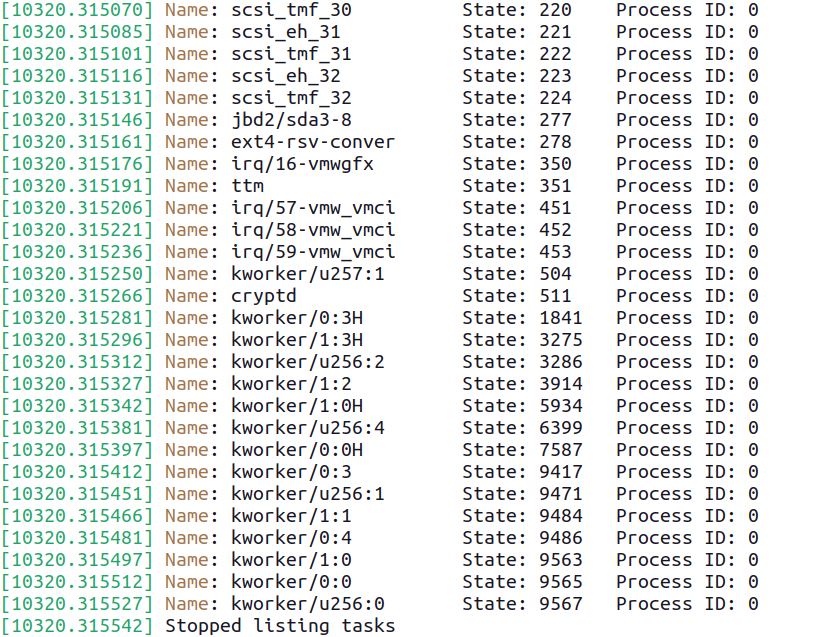 [10320.315070] Name: scsi_tmf_30 State: 220 Process ID: 0
[10320.315085] Name: scsi_eh_31 State: 221 Process ID: 0
[10320.315101] Name: scsi_tmf_31 State: 222 Process ID: 0
[10320.315116] Name: scsi_eh_32 State: 223 Process ID: 0
[10320.315131] Name: scsi_tmf_32 State: 224 Process ID: 0
[10320.315146] Name: jbd2/sda3-8 State: 277 Process ID: 0
[10320.315161] Name: ext4-rsv-conver State: 278 Process ID: 0
[10320.315176] Name: irq/16-vmwgfx State: 350 Process ID: 0
[10320.315191] Name: ttm State: 351 Process ID: 0
[10320.315206] Name: irq/57-vmw_vmci State: 451 Process ID: 0
[10320.315221] Name: irq/58-vmw_vmci State: 452 Process ID: 0
[10320.315236] Name: irq/59-vmw_vmci State: 453 Process ID: 0
[10320.315250] Name: kworker/u257:1 State: 504 Process ID: 0
[10320.315266] Name: cryptd State: 511 Process ID: 0
[10320.315281] Name: kworker/0:3H State: 1841 Process ID: 0
[10320.315296] Name: kworker/1:3H State: 3275 Process ID: 0
[10320.315312] Name: kworker/u256:2 State: 3286 Process ID: 0
[10320.315327] Name: kworker/1:2 State: 3914 Process ID: 0
[10320.315342] Name: kworker/1:0H State: 5934 Process ID: 0
[10320.315381] Name: kworker/u256:4 State: 6399 Process ID: 0
[10320.315397] Name: kworker/0:0H State: 7587 Process ID: 0
[10320.315412] Name: kworker/0:3 State: 9417 Process ID: 0
[10320.315451] Name: kworker/u256:1 State: 9471 Process ID: 0
[10320.315466] Name: kworker/1:1 State: 9484 Process ID: 0
[10320.315481] Name: kworker/0:4 State: 9486 Process ID: 0
[10320.315497] Name: kworker/1:0 State: 9563 Process ID: 0
[10320.315512] Name: kworker/0:0 State: 9565 Process ID: 0
[10320.315527] Name: kworker/u256:0 State: 9567 Process ID: 0
[10320.315542] Stopped listing tasks